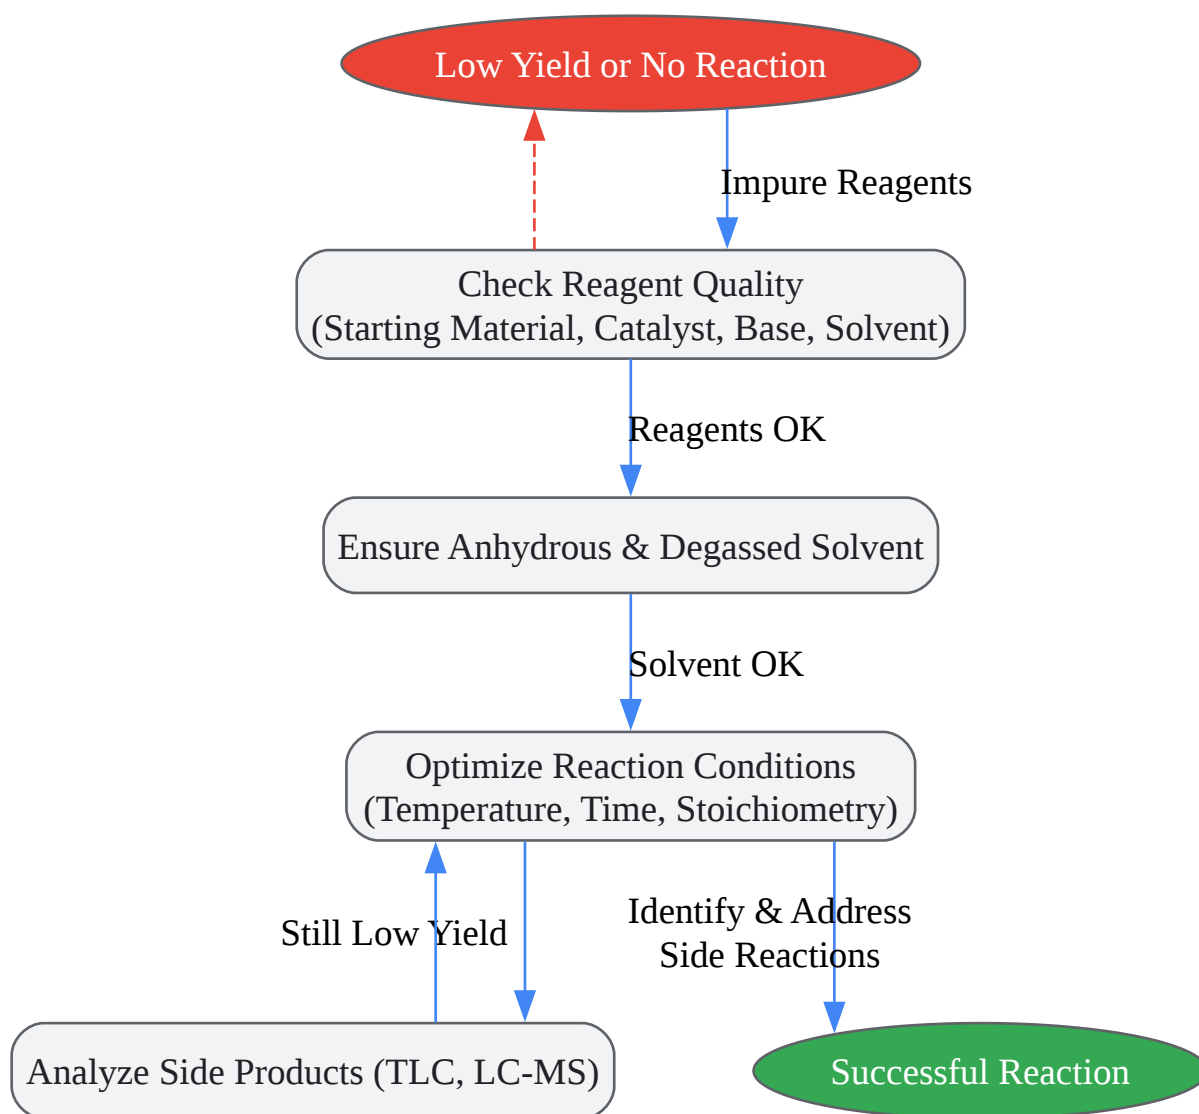 Low Yield or No Reaction
Impure Reagents
Check Reagent Quality
(Starting Material, Catalyst, Base, Solvent)
Reagents OK
Ensure Anhydrous & Degassed Solvent
Solvent OK
Optimize Reaction Conditions
(Temperature, Time, Stoichiometry)
Still Low Yield
Identify & Address
Side Reactions
Analyze Side Products (TLC, LC-MS)
Successful Reaction